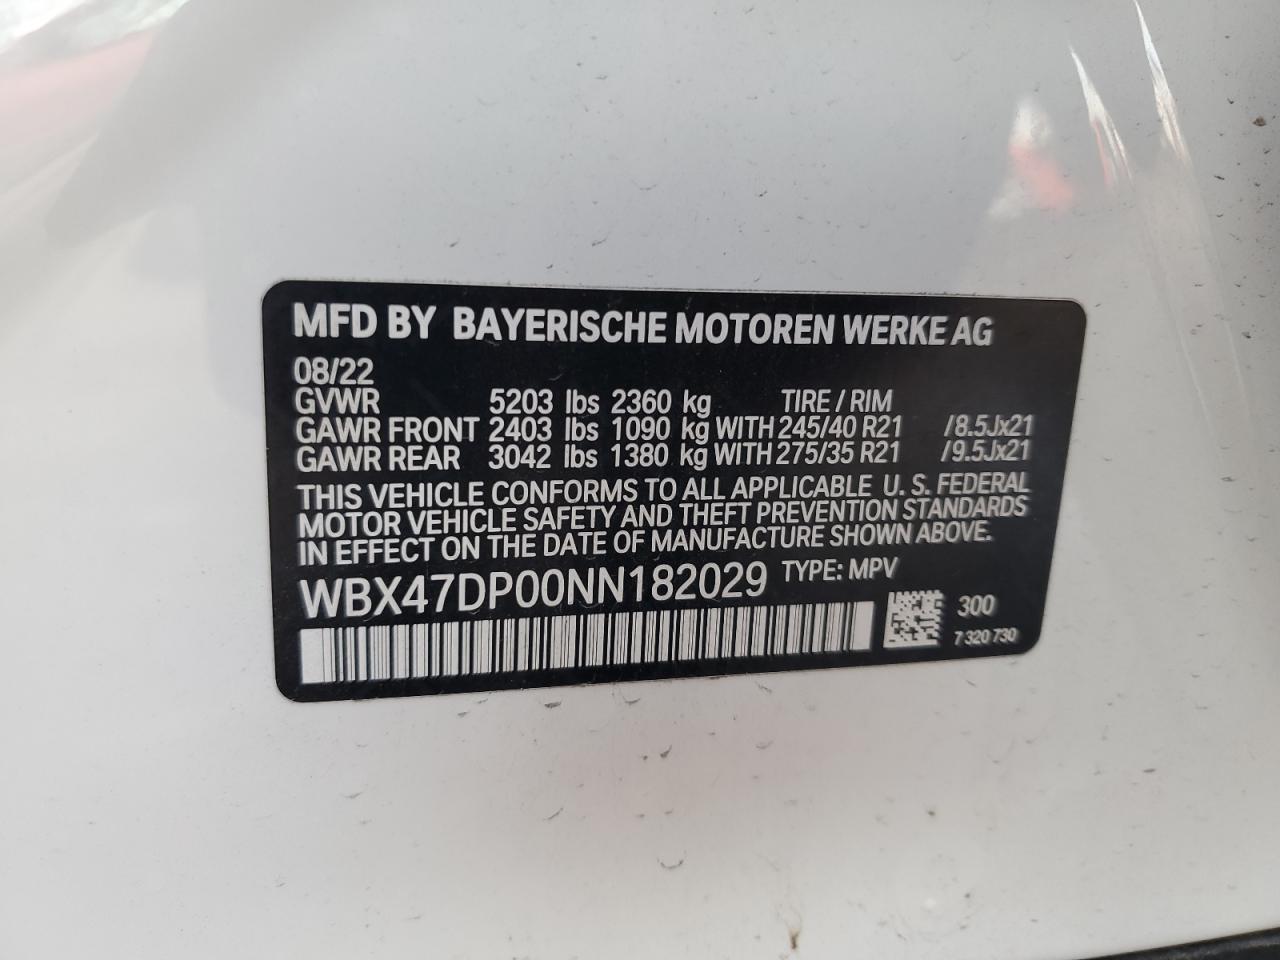 MFD BY BAYERISCHE MOTOREN WERKE AG
08/22
GVWR 5203 lbs 2360 kg TIRE / RIM
GAWR FRONT 2403 lbs 1090 kg WITH 245/40 R21 /8.5Jx21
GAWR REAR 3042 lbs 1380 kg WITH 275/35 R21 /9.5Jx21
THIS VEHICLE CONFORMS TO ALL APPLICABLE U. S. FEDERAL
MOTOR VEHICLE SAFETY AND THEFT PREVENTION STANDARDS
IN EFFECT ON THE DATE OF MANUFACTURE SHOWN ABOVE.
WBX47DP00NN182029 TYPE: MPV
300
7 320 730